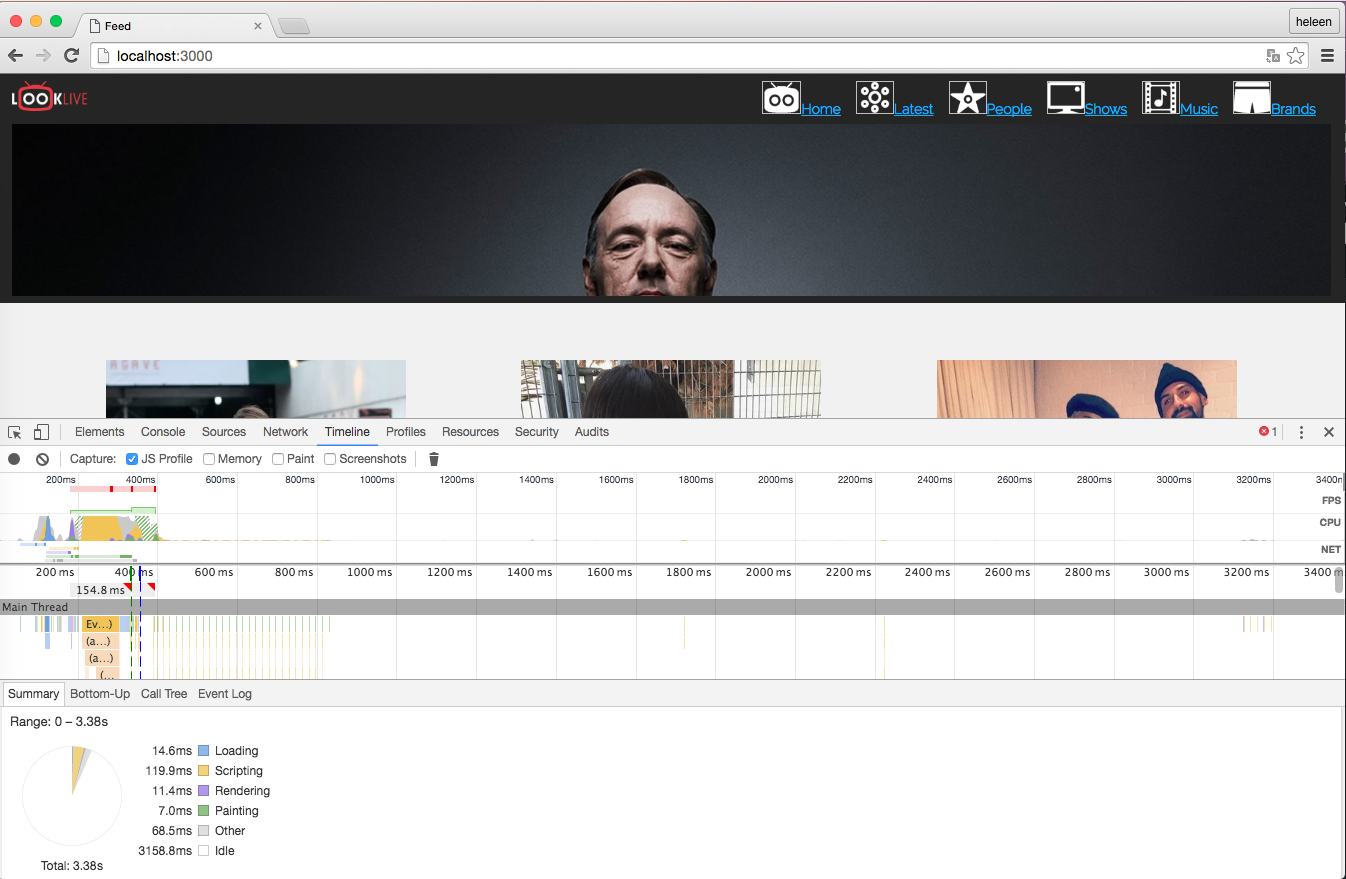 Feed
heleen
localhost:3000
LOOKLIVE
Home Latest People Shows Music Brands
AGAVE
Elements Console Sources Network Timeline Profiles Resources Security Audits 1
Capture: JS Profile Memory Paint Screenshots
200ms 400ms 600ms 800ms 1000ms 1200ms 1400ms 1600ms 1800ms 2000ms 2200ms 2400ms 2600ms 2800ms 3000ms 3200ms 3400m
FPS
CPU
NET
200 ms 400 ms 600 ms 800 ms 1000 ms 1200 ms 1400 ms 1600 ms 1800 ms 2000 ms 2200 ms 2400 ms 2600 ms 2800 ms 3000 ms 3200 ms 3400 m
154.8 ms
Main Thread
Ev...)
(a...)
(a...)
(...
Summary Bottom-Up Call Tree Event Log
Range: 0 – 3.38s
14.6ms Loading
119.9ms Scripting
11.4ms Rendering
7.0ms Painting
68.5ms Other
3158.8ms Idle
Total: 3.38s